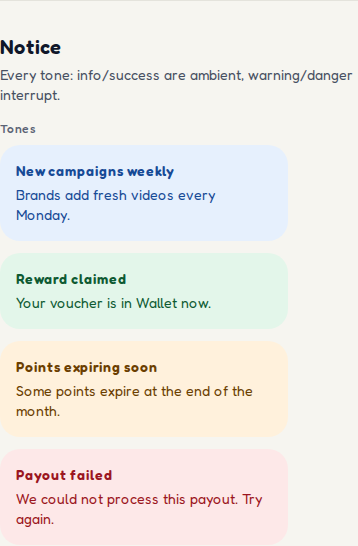 Notice
Every tone: info/success are ambient, warning/danger
interrupt.
Tones
New campaigns weekly
Brands add fresh videos every
Monday.
Reward claimed
Your voucher is in Wallet now.
Points expiring soon
Some points expire at the end of the
month.
Payout failed
We could not process this payout. Try
again.